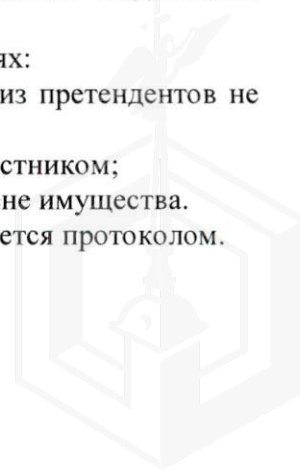 ях:
из претендентов не
стником;
не имущества.
ется протоколом.